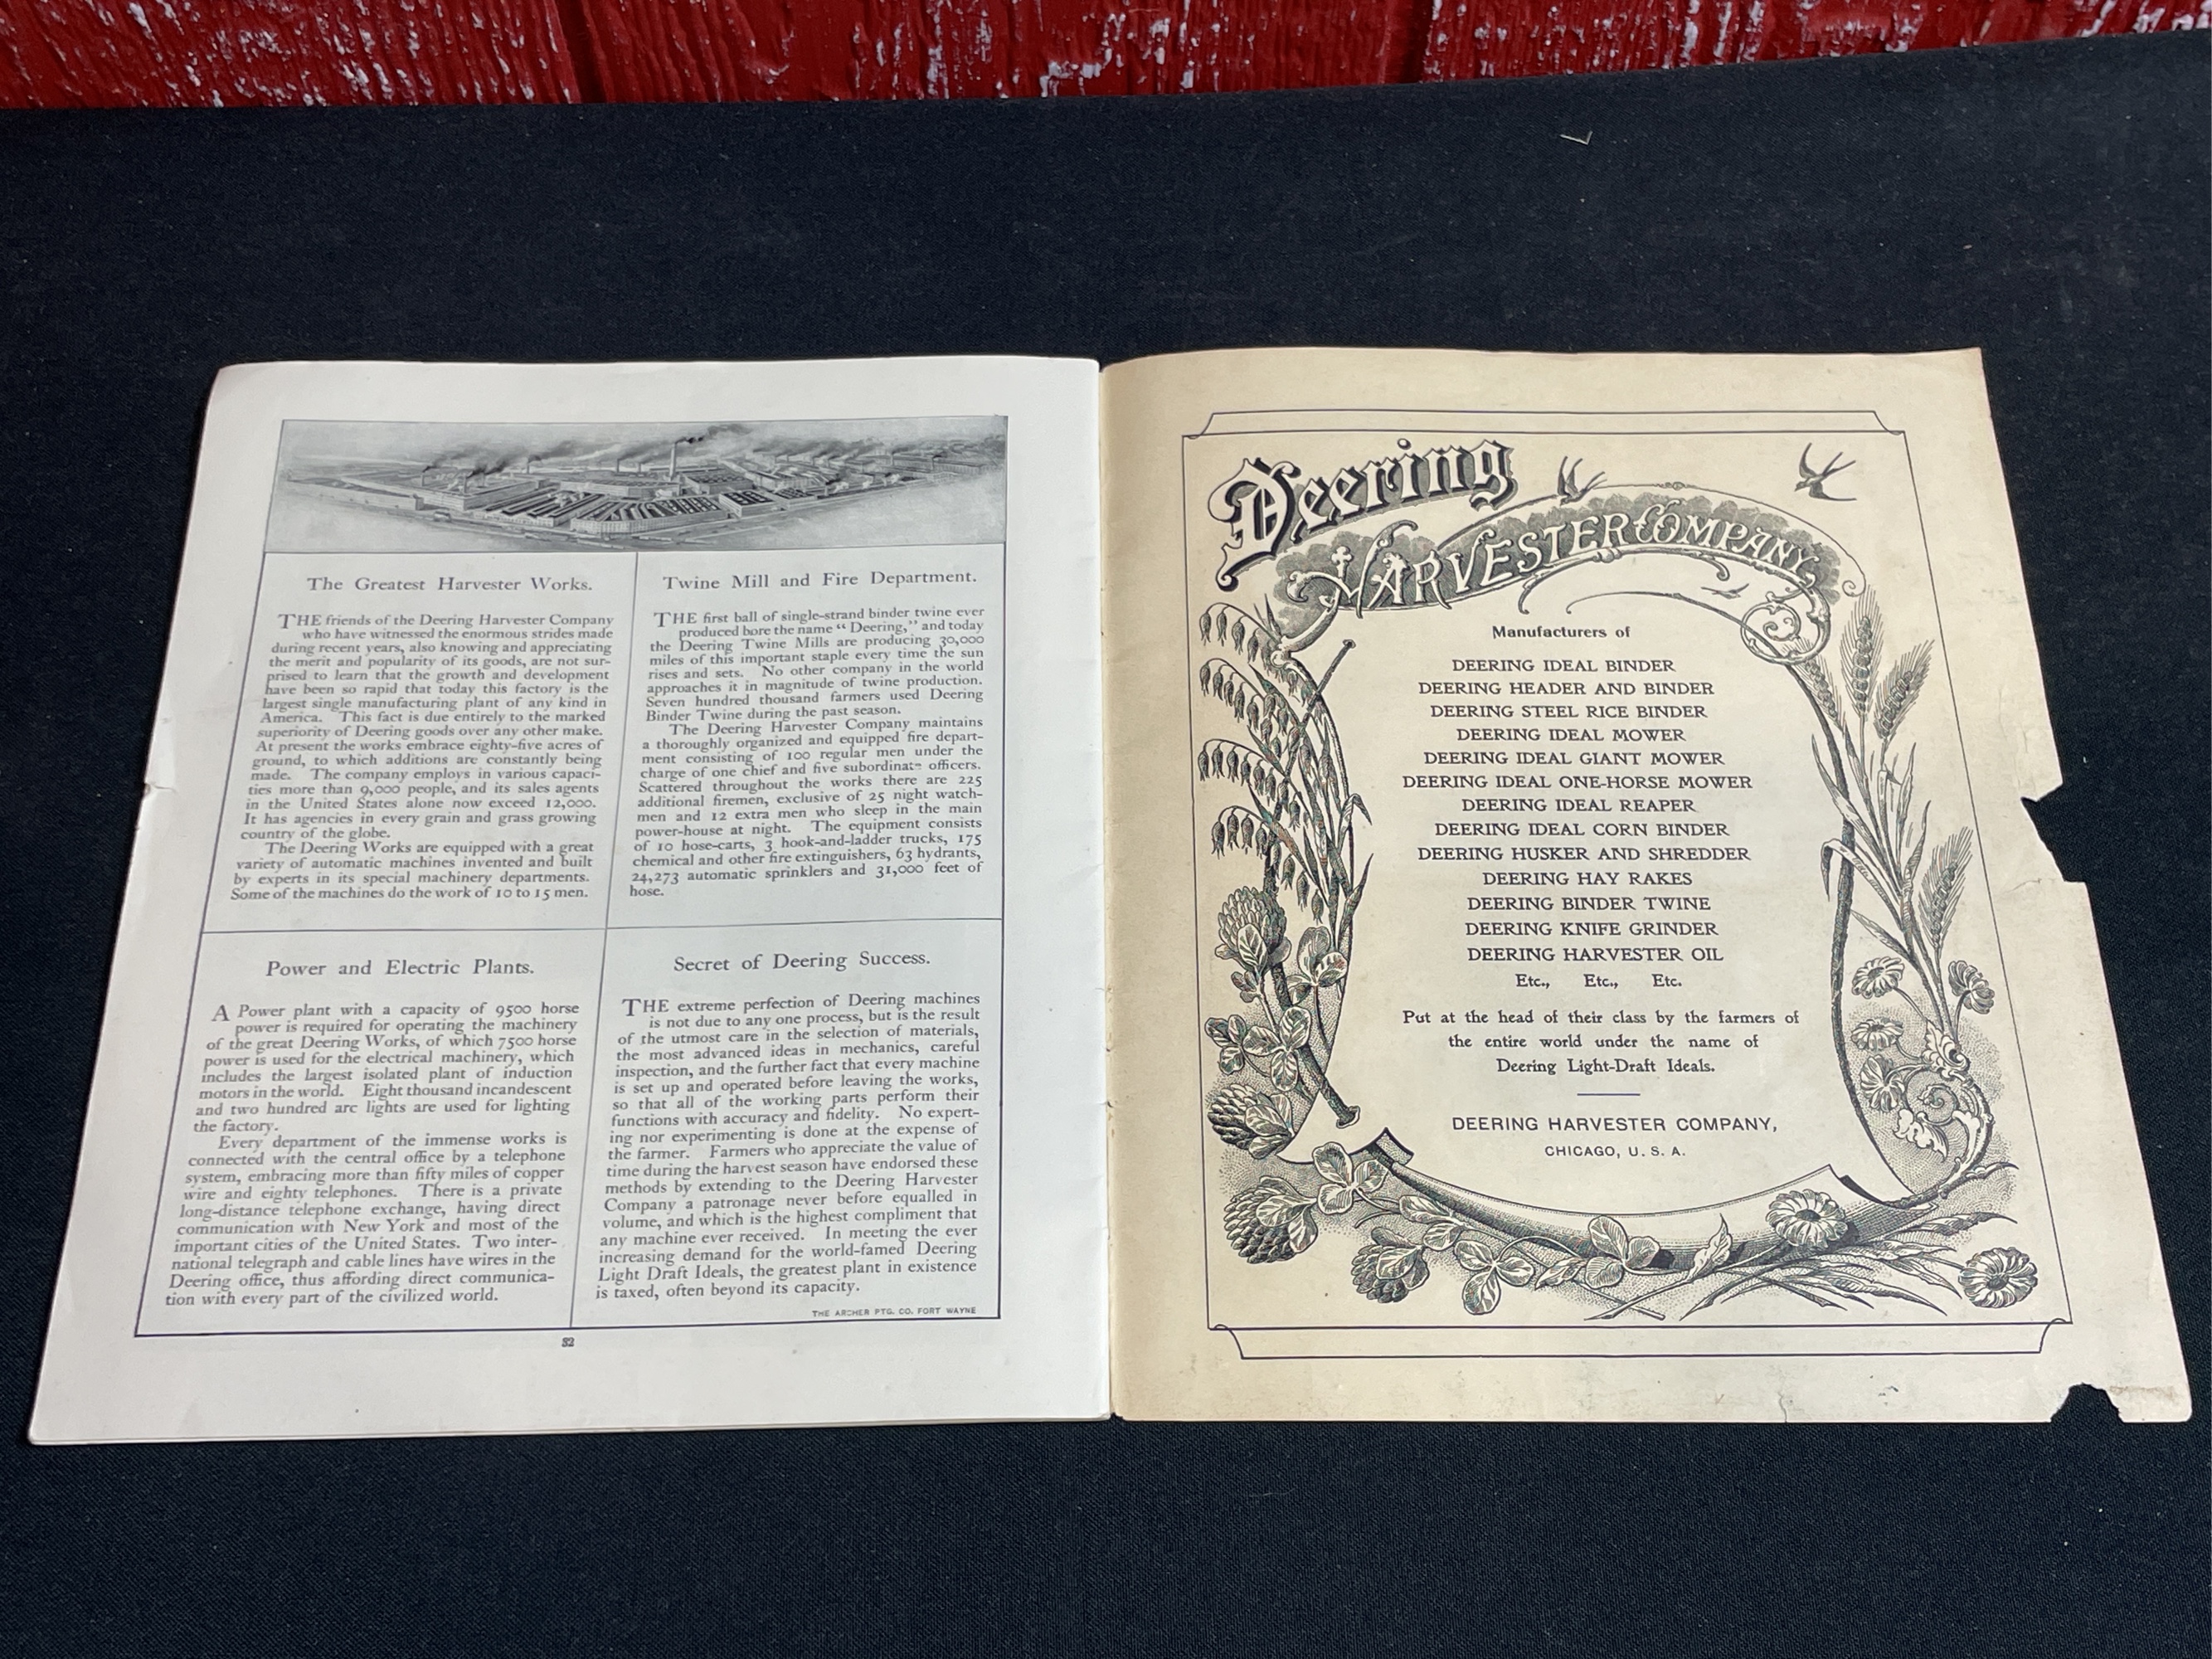 The Greatest Harvester Works.
THE friends of the Deering Harvester Company
who have witnessed the enormous strides made
during recent years, also knowing and appreciating
the merit and popularity of its goods, are not sur-
prised to learn that the growth and development
have been so rapid that today this factory is the
largest single manufacturing plant of any kind in
America. This fact is due entirely to the marked
superiority of Deering goods over any other make.
At present the works embrace eighty-five acres of
ground, to which additions are constantly being
made. The company employs in various capaci-
ties more than 9,000 people, and its sales agents
in the United States alone now exceed 12,000.
It has agencies in every grain and grass growing
country of the globe.
The Deering Works are equipped with a great
variety of automatic machines invented and built
by experts in its special machinery departments.
Some of the machines do the work of 10 to 15 men.
Twine Mill and Fire Department.
THE first ball of single-strand binder twine ever
produced bore the name "Deering," and today
the Deering Twine Mills are producing 30,000
miles of this important staple every time the sun
rises and sets. No other company in the world
approaches it in magnitude of twine production.
Seven hundred thousand farmers used Deering
Binder Twine during the past season.
The Deering Harvester Company maintains
a thoroughly organized and equipped fire depart-
ment consisting of 100 regular men under the
charge of one chief and five subordinate officers.
Scattered throughout the works there are 225
additional firemen, exclusive of 25 night watch-
men and 12 extra men who sleep in the main
power-house at night. The equipment consists
of 10 hose-carts, 3 hook-and-ladder trucks, 175
chemical and other fire extinguishers, 63 hydrants,
24,273 automatic sprinklers and 31,000 feet of
hose.
Power and Electric Plants.
A Power plant with a capacity of 9500 horse
power is required for operating the machinery
of the great Deering Works, of which 7500 horse
power is used for the electrical machinery, which
includes the largest isolated plant of induction
motors in the world. Eight thousand incandescent
and two hundred arc lights are used for lighting
the factory.
Every department of the immense works is
connected with the central office by a telephone
system, embracing more than fifty miles of copper
wire and eighty telephones. There is a private
long-distance telephone exchange, having direct
communication with New York and most of the
important cities of the United States. Two inter-
national telegraph and cable lines have wires in the
Deering office, thus affording direct communica-
tion with every part of the civilized world.
Secret of Deering Success.
THE extreme perfection of Deering machines
is not due to any one process, but is the result
of the utmost care in the selection of materials,
the most advanced ideas in mechanics, careful
inspection, and the further fact that every machine
is set up and operated before leaving the works,
so that all of the working parts perform their
functions with accuracy and fidelity. No expert-
ing nor experimenting is done at the expense of
the farmer. Farmers who appreciate the value of
time during the harvest season have endorsed these
methods by extending to the Deering Harvester
Company a patronage never before equalled in
volume, and which is the highest compliment that
any machine ever received. In meeting the ever
increasing demand for the world-famed Deering
Light Draft Ideals, the greatest plant in existence
is taxed, often beyond its capacity.
THE ARCHER PTG. CO. FORT WAYNE
32
Deering
HARVESTER COMPANY,
Manufacturers of
DEERING IDEAL BINDER
DEERING HEADER AND BINDER
DEERING STEEL RICE BINDER
DEERING IDEAL MOWER
DEERING IDEAL GIANT MOWER
DEERING IDEAL ONE-HORSE MOWER
DEERING IDEAL REAPER
DEERING IDEAL CORN BINDER
DEERING HUSKER AND SHREDDER
DEERING HAY RAKES
DEERING BINDER TWINE
DEERING KNIFE GRINDER
DEERING HARVESTER OIL
Etc., Etc., Etc.
Put at the head of their class by the farmers of
the entire world under the name of
Deering Light-Draft Ideals.
DEERING HARVESTER COMPANY,
CHICAGO, U. S. A.